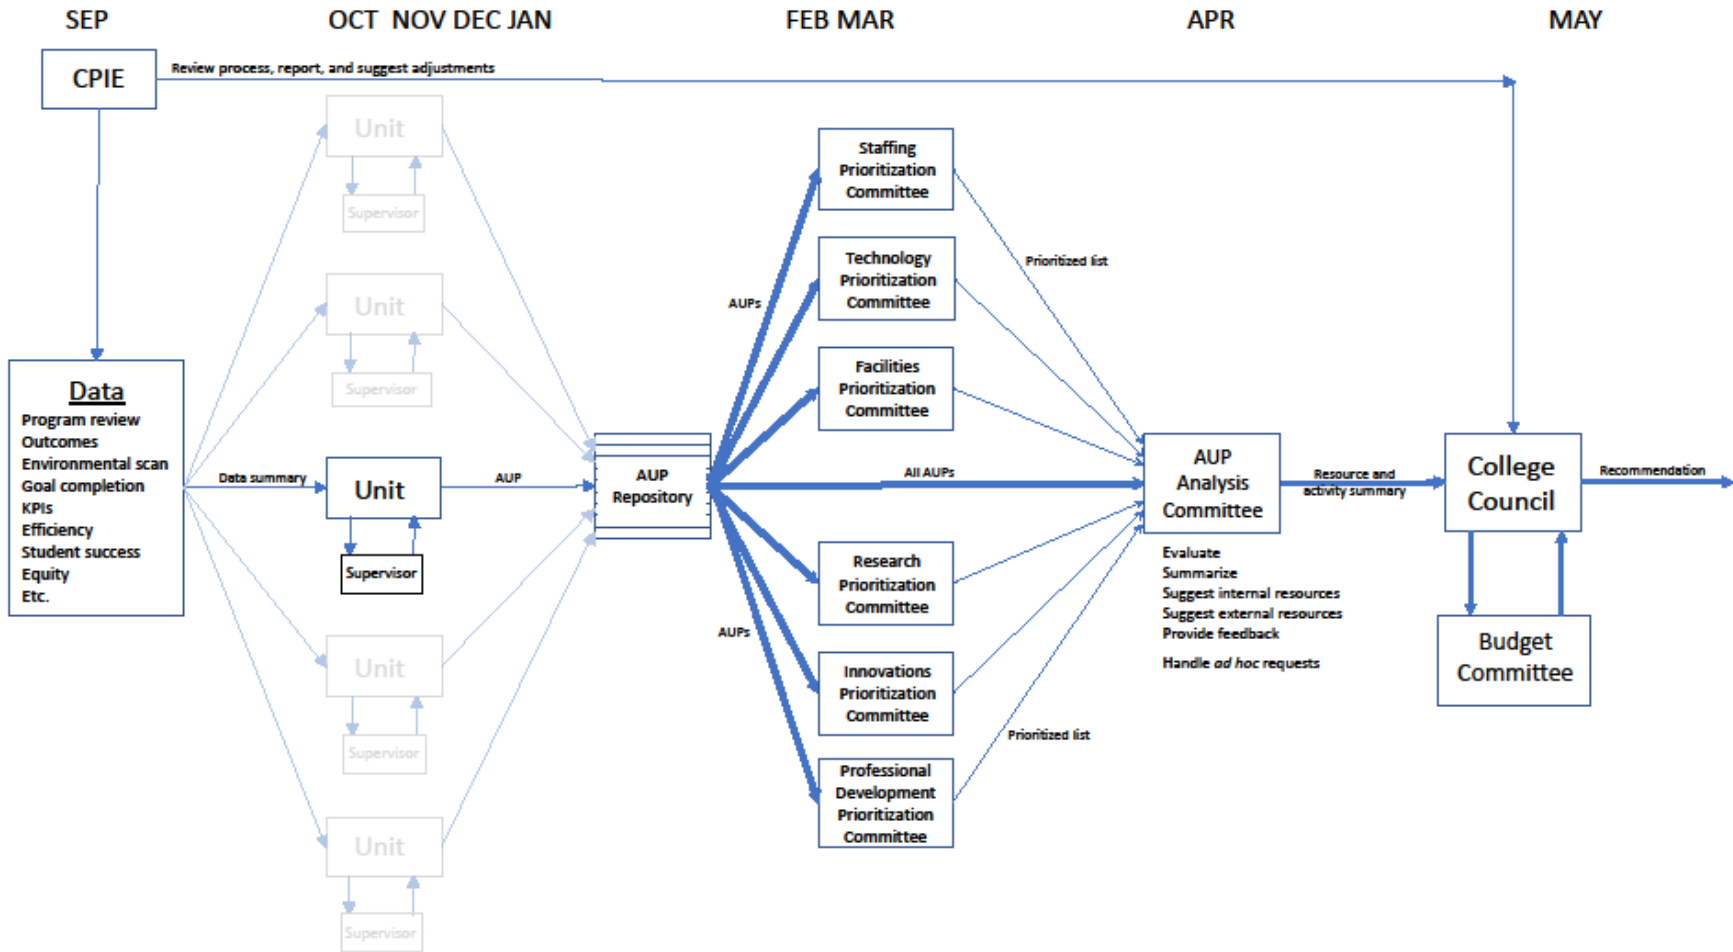 SEP
OCT NOV DEC JAN
FEB MAR
APR
MAY
CPIE
Review process, report, and suggest adjustments
Data
Program review
Outcomes
Environmental scan
Goal completion
KPIs
Efficiency
Student success
Equity
Etc.
Data summary
Unit
Supervisor
Unit
Supervisor
Unit
Supervisor
Unit
Supervisor
Unit
Supervisor
AUP
AUP
Repository
AUPs
All AUPs
AUPs
Staffing
Prioritization
Committee
Technology
Prioritization
Committee
Facilities
Prioritization
Committee
Research
Prioritization
Committee
Innovations
Prioritization
Committee
Professional
Development
Prioritization
Committee
Prioritized list
Prioritized list
AUP
Analysis
Committee
Evaluate
Summarize
Suggest internal resources
Suggest external resources
Provide feedback
Handle ad hoc requests
Resource and
activity summary
College
Council
Recommendation
Budget
Committee